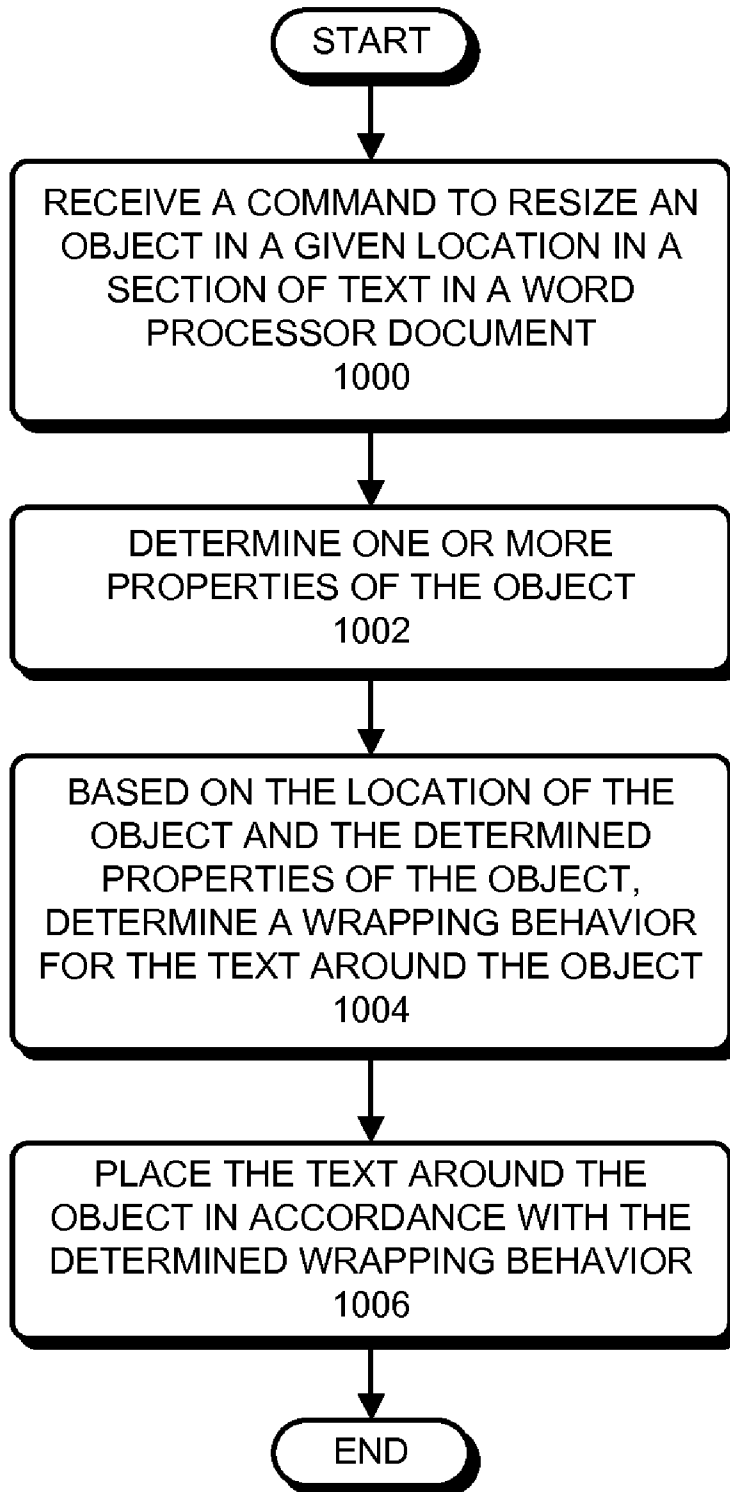 START
RECEIVE A COMMAND TO RESIZE AN
OBJECT IN A GIVEN LOCATION IN A
SECTION OF TEXT IN A WORD
PROCESSOR DOCUMENT
1000
DETERMINE ONE OR MORE
PROPERTIES OF THE OBJECT
1002
BASED ON THE LOCATION OF THE
OBJECT AND THE DETERMINED
PROPERTIES OF THE OBJECT,
DETERMINE A WRAPPING BEHAVIOR
FOR THE TEXT AROUND THE OBJECT
1004
PLACE THE TEXT AROUND THE
OBJECT IN ACCORDANCE WITH THE
DETERMINED WRAPPING BEHAVIOR
1006
END